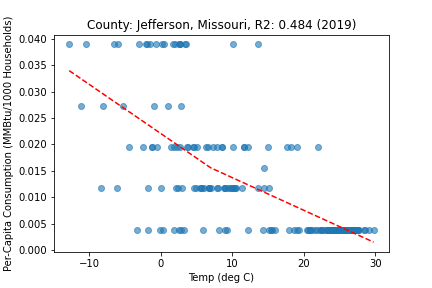 County: Jefferson, Missouri, R2: 0.484 (2019)
Per-Capita Consumption (MMBtu/1000 Households)
0.040
0.035
0.030
0.025
0.020
0.015
0.010
0.005
0.000
−10 0 10 20 30
Temp (deg C)